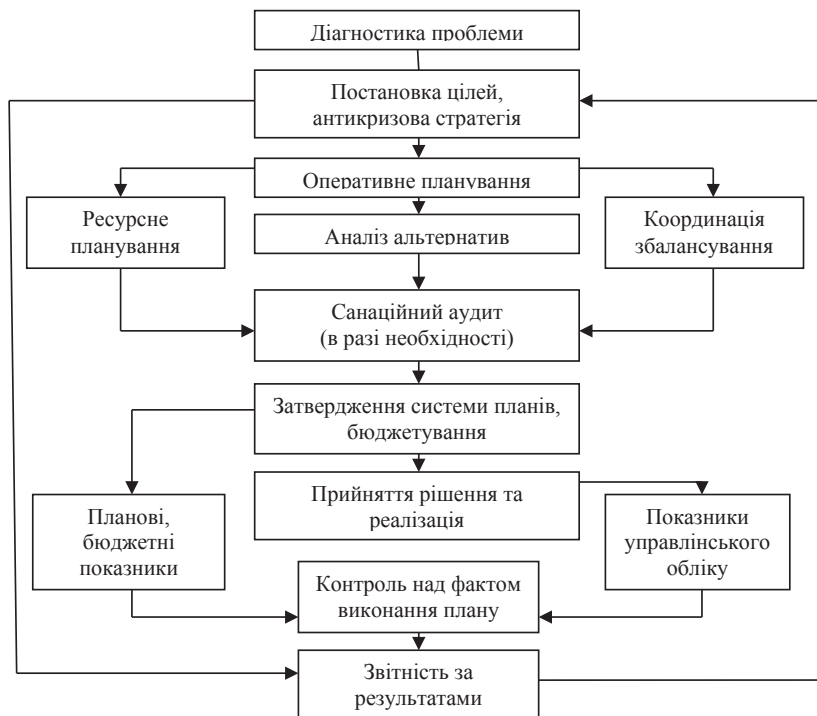 Діагностика проблеми
Постановка цілей,
антикризова стратегія
Оперативне планування
Ресурсне
планування
Аналіз альтернатив
Координація
збалансування
Санаційний аудит
(в разі необхідності)
Затвердження системи планів,
бюджетування
Прийняття рішення та
реалізація
Планові,
бюджетні
показники
Показники
управлінського
обліку
Контроль над фактом
виконання плану
Звітність за
результатами